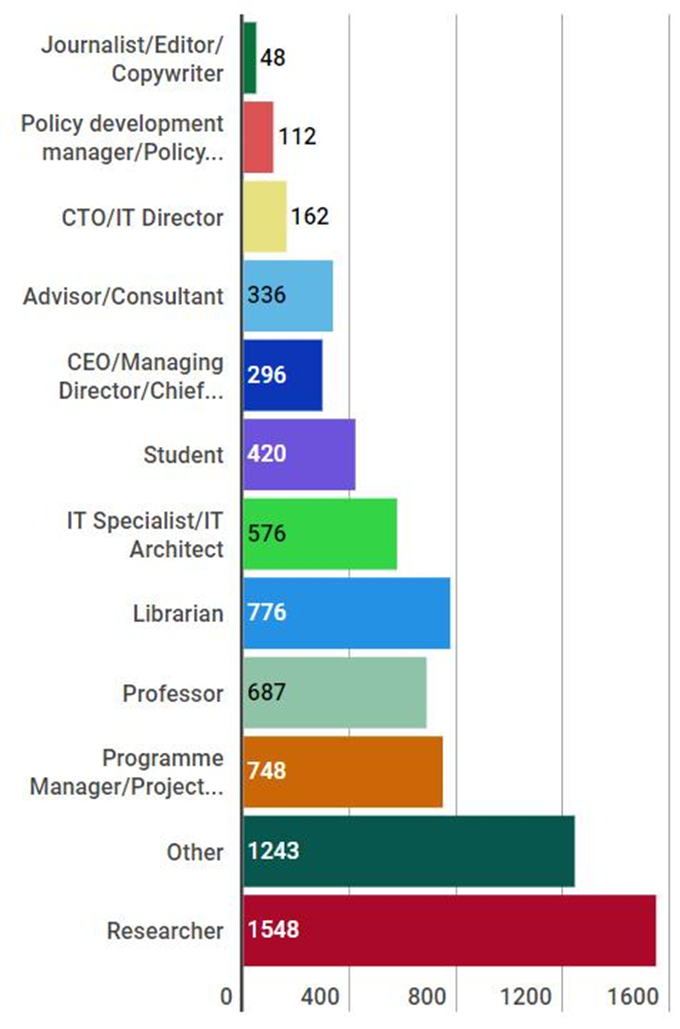 Journalist/Editor/
Copywriter
48
Policy development
manager/Policy...
112
CTO/IT Director
162
Advisor/Consultant
336
CEO/Managing
Director/Chief...
296
Student
420
IT Specialist/IT
Architect
576
Librarian
776
Professor
687
Programme
Manager/Project...
748
Other
1243
Researcher
1548
0 400 800 1200 1600